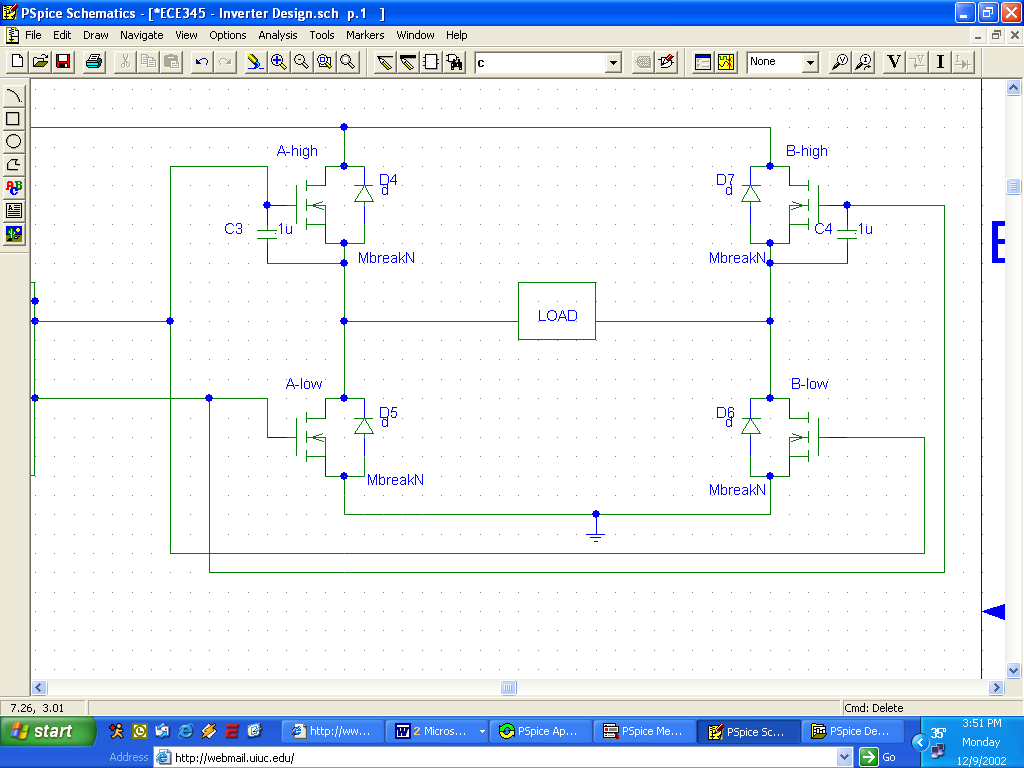 PSpice Schematics - [*ECE345 - Inverter Design.sch p.1 ]
File Edit Draw Navigate View Options Analysis Tools Markers Window Help
c
None
V
V
I
I
ABC
A-high
B-high
D4
d
D7
d
C3
1u
C4
1u
MbreakN
MbreakN
LOAD
A-low
B-low
D5
d
D6
d
MbreakN
MbreakN
7.26, 3.01
Cmd: Delete
start
http://ww...
2 Micros...
PSpice Ap...
PSpice Me...
PSpice Sc...
PSpice De...
35°
3:51 PM
Monday
12/9/2002
Address
http://webmail.uiuc.edu/
Go